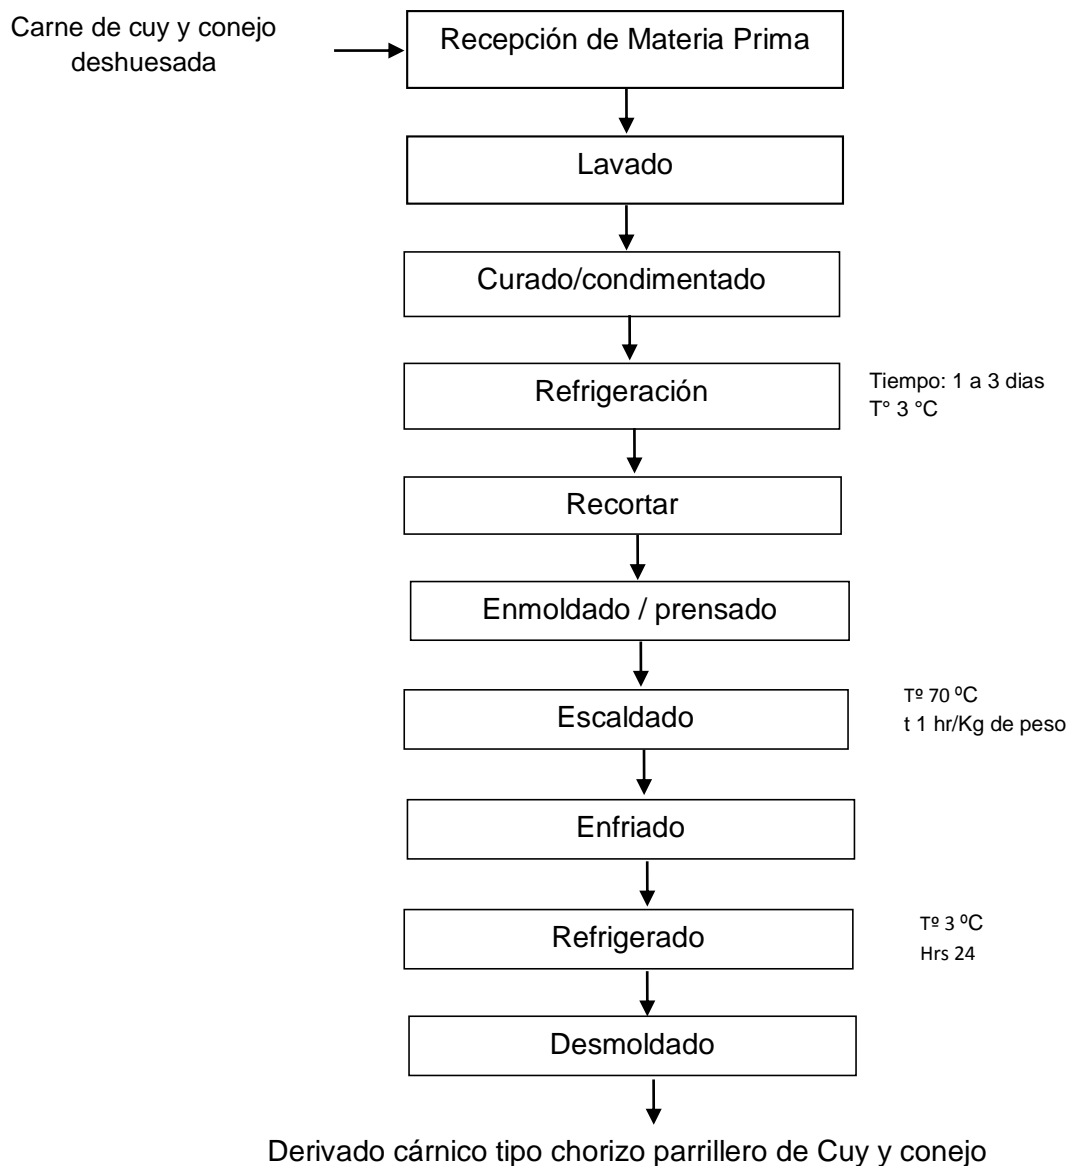 Carne de cuy y conejo
deshuesada
Recepción de Materia Prima
Lavado
Curado/condimentado
Refrigeración
Tiempo: 1 a 3 dias
T° 3 °C
Recortar
Enmoldado / prensado
Escaldado
Tº 70 ⁰C
t 1 hr/Kg de peso
Enfriado
Refrigerado
Tº 3 ⁰C
Hrs 24
Desmoldado
Derivado cárnico tipo chorizo parrillero de Cuy y conejo